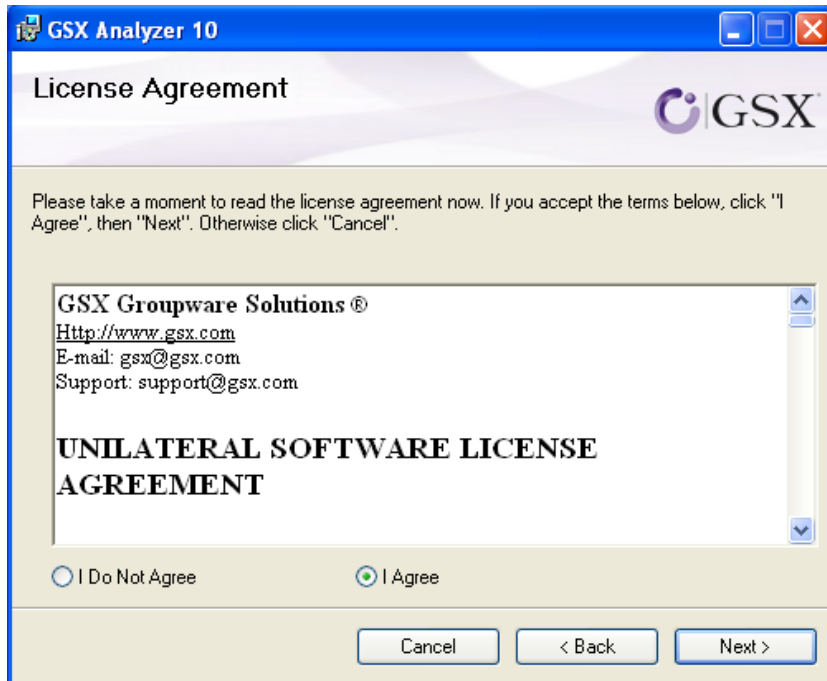 GSX Analyzer 10
License Agreement
GSX
Please take a moment to read the license agreement now. If you accept the terms below, click "I
Agree", then "Next". Otherwise click "Cancel".
GSX Groupware Solutions ®
Http://www.gsx.com
E-mail: gsx@gsx.com
Support: support@gsx.com
UNILATERAL SOFTWARE LICENSE
AGREEMENT
I Do Not Agree
I Agree
Cancel
< Back
Next >